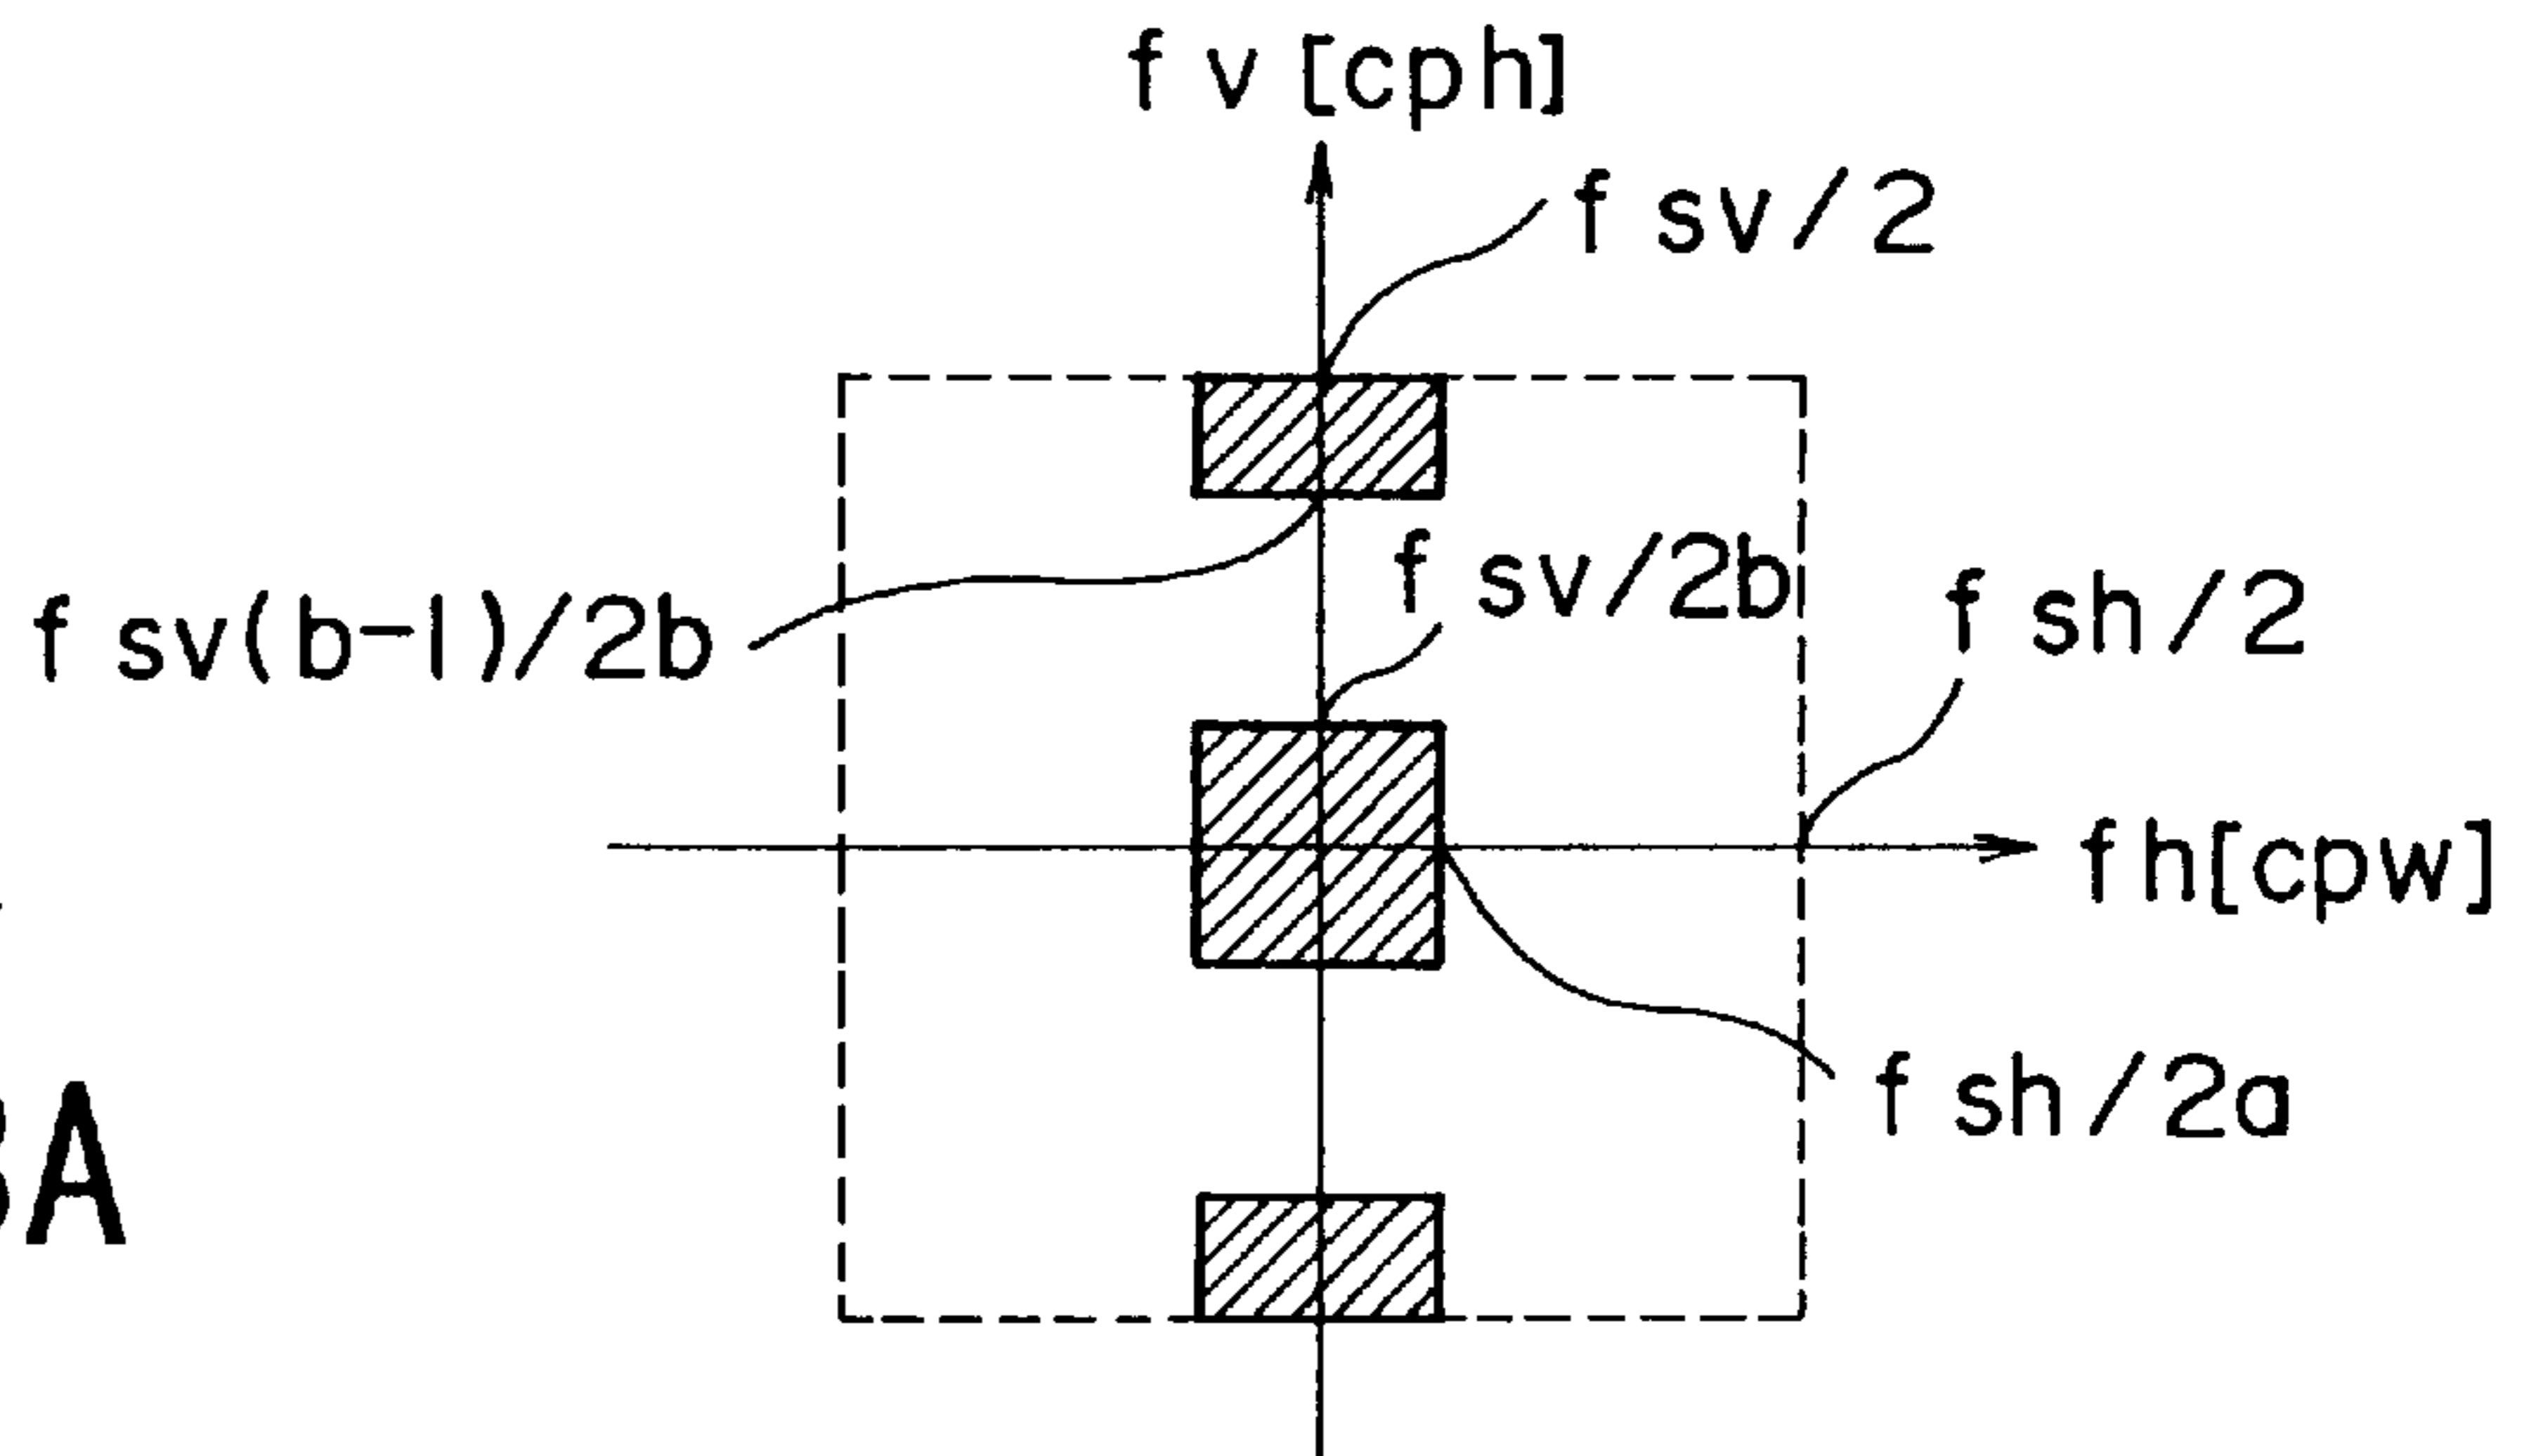 f v [cph]
f sv/2
f sv/2b
f sv(b-1)/2b
f sh/2
f h[cpw]
f sh/2a
A